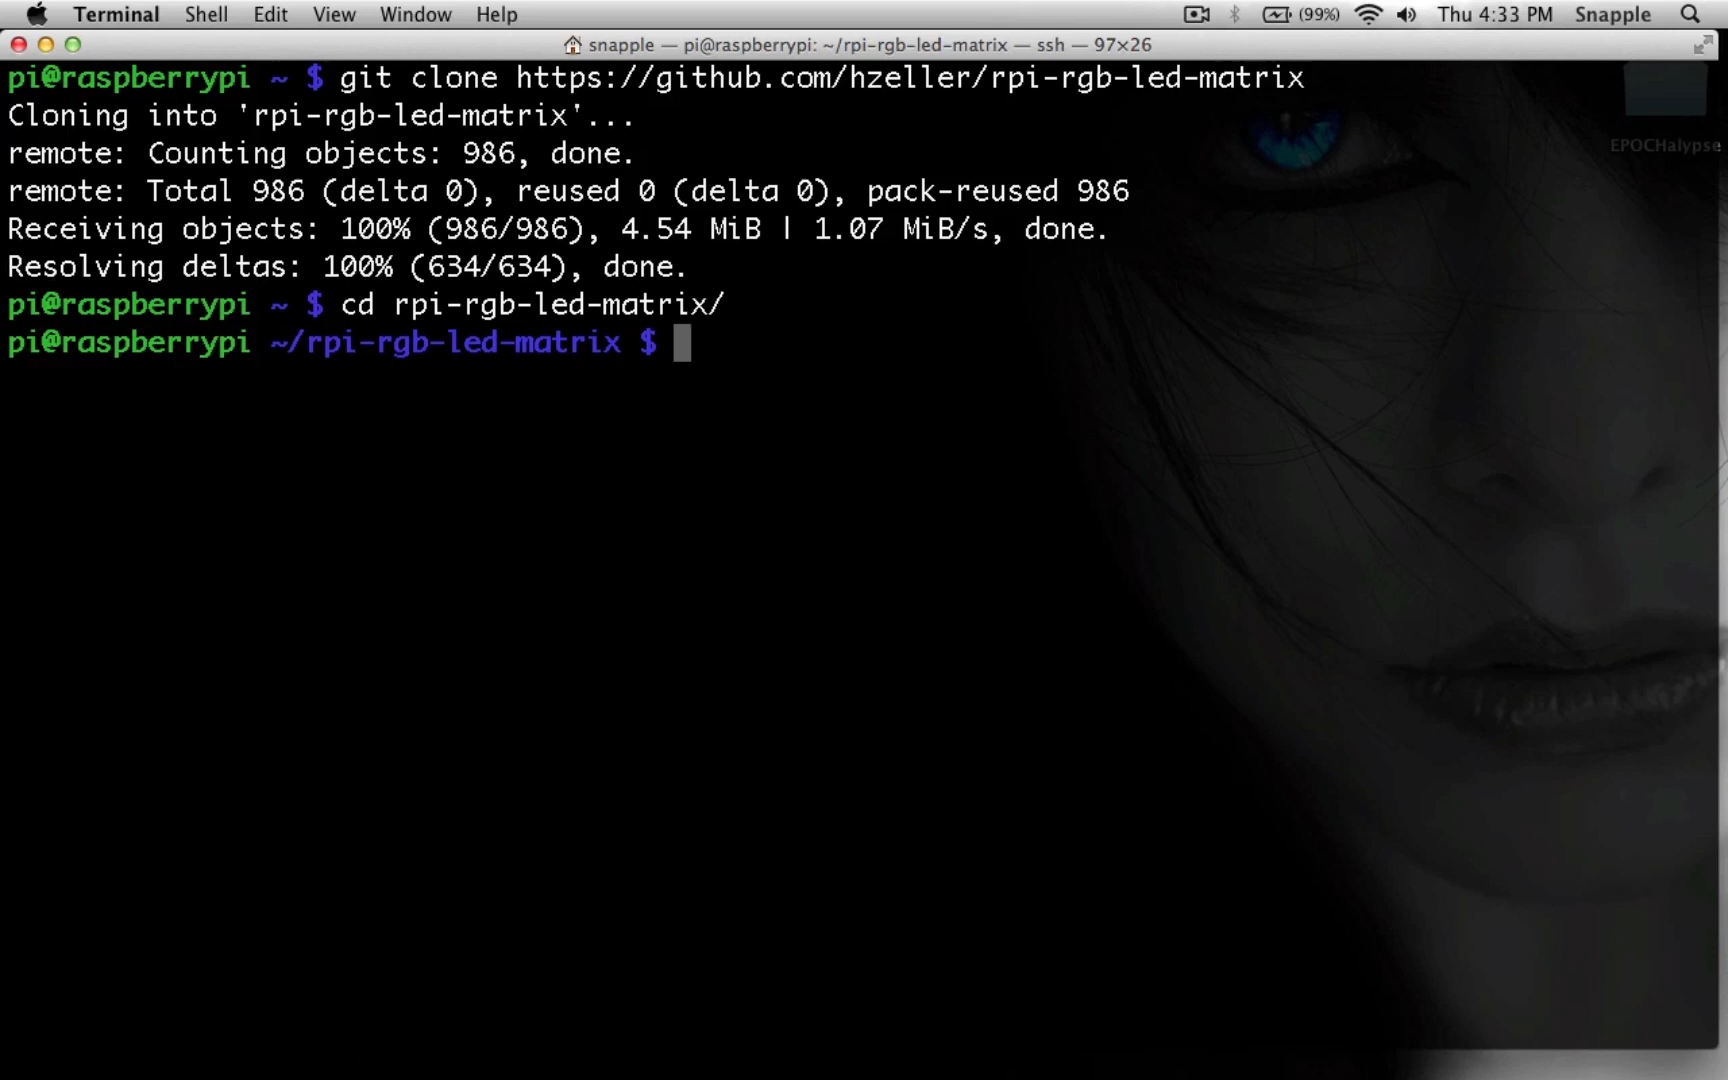 Terminal Shell Edit View Window Help (99%) Thu 4:33 PM Snapple
snapple — pi@raspberrypi: ~/rpi-rgb-led-matrix — ssh — 97×26
pi@raspberrypi ~ $ git clone https://github.com/hzeller/rpi-rgb-led-matrix
Cloning into 'rpi-rgb-led-matrix'...
remote: Counting objects: 986, done.
remote: Total 986 (delta 0), reused 0 (delta 0), pack-reused 986
Receiving objects: 100% (986/986), 4.54 MiB | 1.07 MiB/s, done.
Resolving deltas: 100% (634/634), done.
pi@raspberrypi ~ $ cd rpi-rgb-led-matrix/
pi@raspberrypi ~/rpi-rgb-led-matrix $
EPOCHalypse